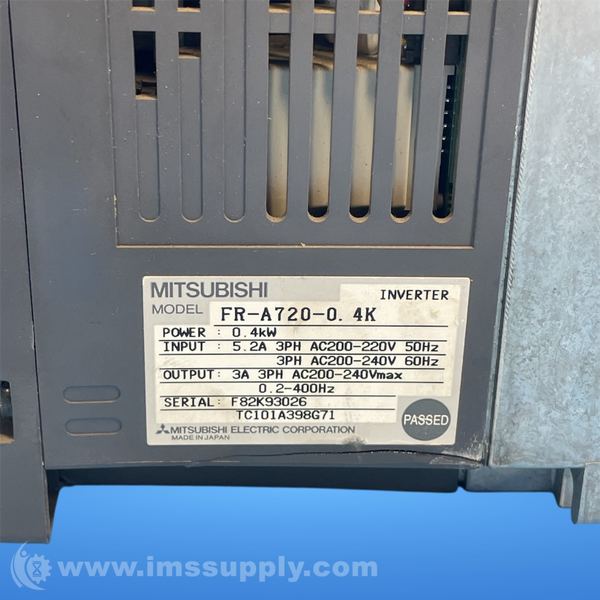 MITSUBISHI INVERTER
MODEL FR-A720-0.4K
POWER : 0.4kW
INPUT : 5.2A 3PH AC200-220V 50Hz
3PH AC200-240V 60Hz
OUTPUT: 3A 3PH AC200-240Vmax
0.2-400Hz
SERIAL: F82K93026
TC101A398G71
PASSED
MITSUBISHI ELECTRIC CORPORATION
MADE IN JAPAN
www.imssupply.com